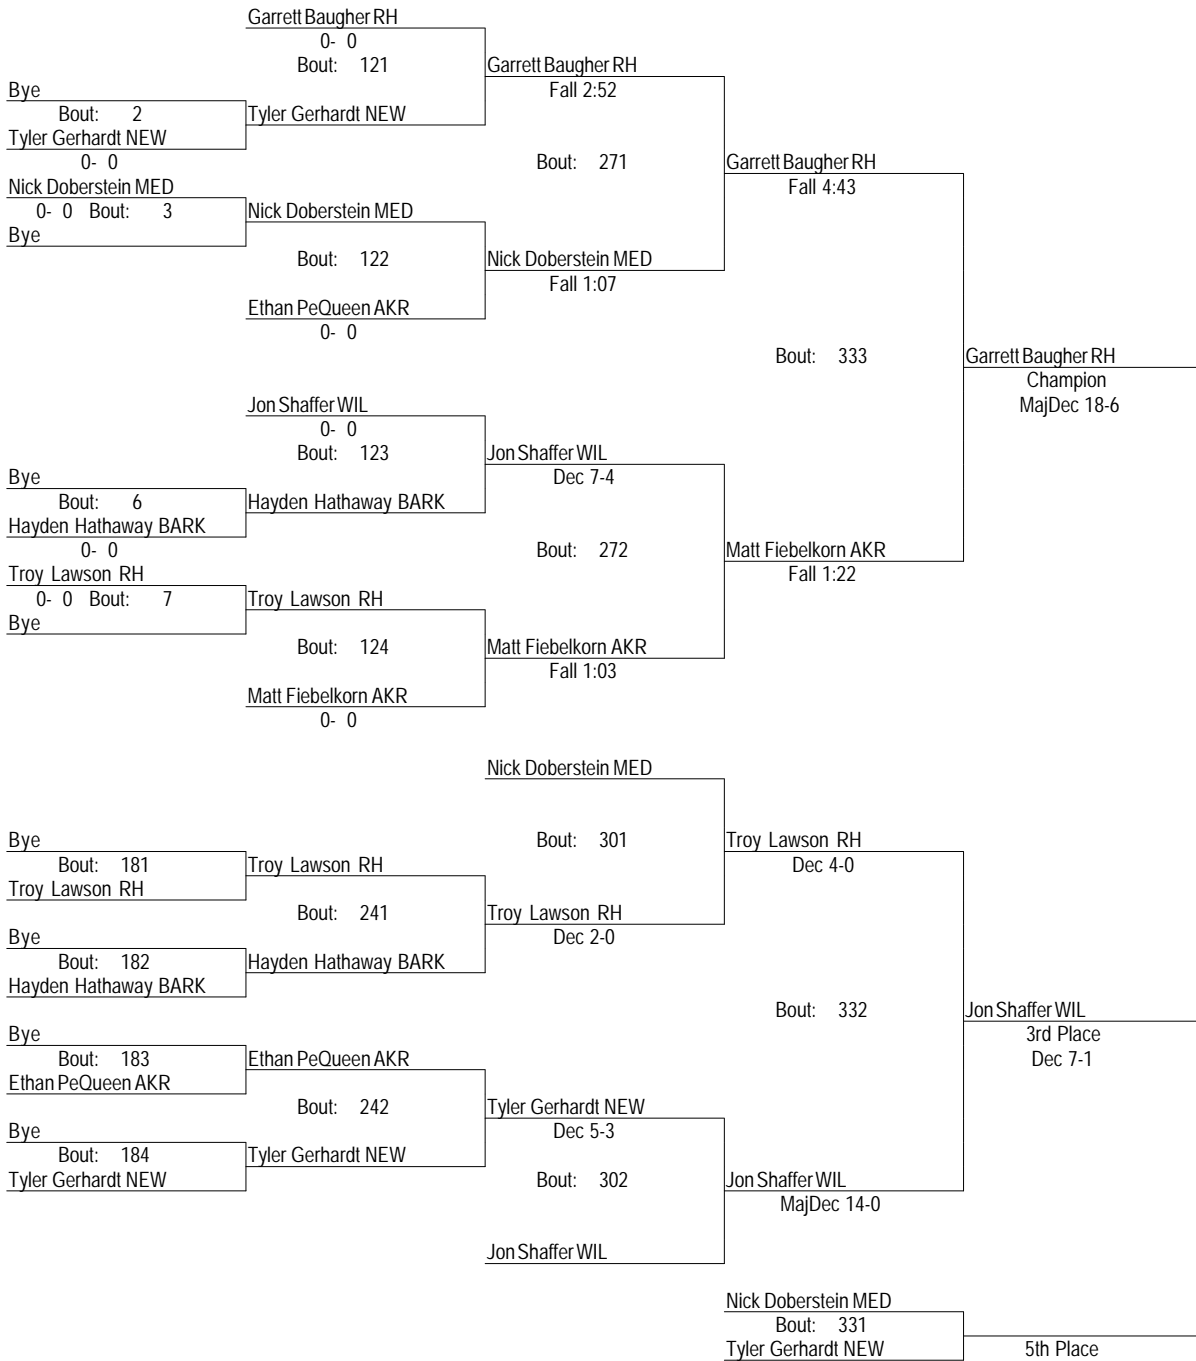 Garrett Baugher RH
0- 0
Bout: 121
Garrett Baugher RH
Fall 2:52
Bye
Bout: 2
Tyler Gerhardt NEW
Tyler Gerhardt NEW
0- 0
Bout: 271
Garrett Baugher RH
Fall 4:43
Nick Doberstein MED
0- 0 Bout: 3
Nick Doberstein MED
Bye
Bout: 122
Nick Doberstein MED
Fall 1:07
Ethan PeQueen AKR
0- 0
Bout: 333
Garrett Baugher RH
Champion
MajDec 18-6
Jon Shaffer WIL
0- 0
Bout: 123
Jon Shaffer WIL
Dec 7-4
Bye
Bout: 6
Hayden Hathaway BARK
Hayden Hathaway BARK
0- 0
Bout: 272
Matt Fiebelkorn AKR
Fall 1:22
Troy Lawson RH
0- 0 Bout: 7
Troy Lawson RH
Bye
Bout: 124
Matt Fiebelkorn AKR
Fall 1:03
Matt Fiebelkorn AKR
0- 0
Nick Doberstein MED
Bout: 301
Troy Lawson RH
Dec 4-0
Bye
Bout: 181
Troy Lawson RH
Troy Lawson RH
Bout: 241
Troy Lawson RH
Dec 2-0
Bye
Bout: 182
Hayden Hathaway BARK
Hayden Hathaway BARK
Bout: 332
Jon Shaffer WIL
3rd Place
Dec 7-1
Bye
Bout: 183
Ethan PeQueen AKR
Ethan PeQueen AKR
Bout: 242
Tyler Gerhardt NEW
Dec 5-3
Bye
Bout: 184
Tyler Gerhardt NEW
Tyler Gerhardt NEW
Bout: 302
Jon Shaffer WIL
MajDec 14-0
Jon Shaffer WIL
Nick Doberstein MED
Bout: 331
Tyler Gerhardt NEW
5th Place